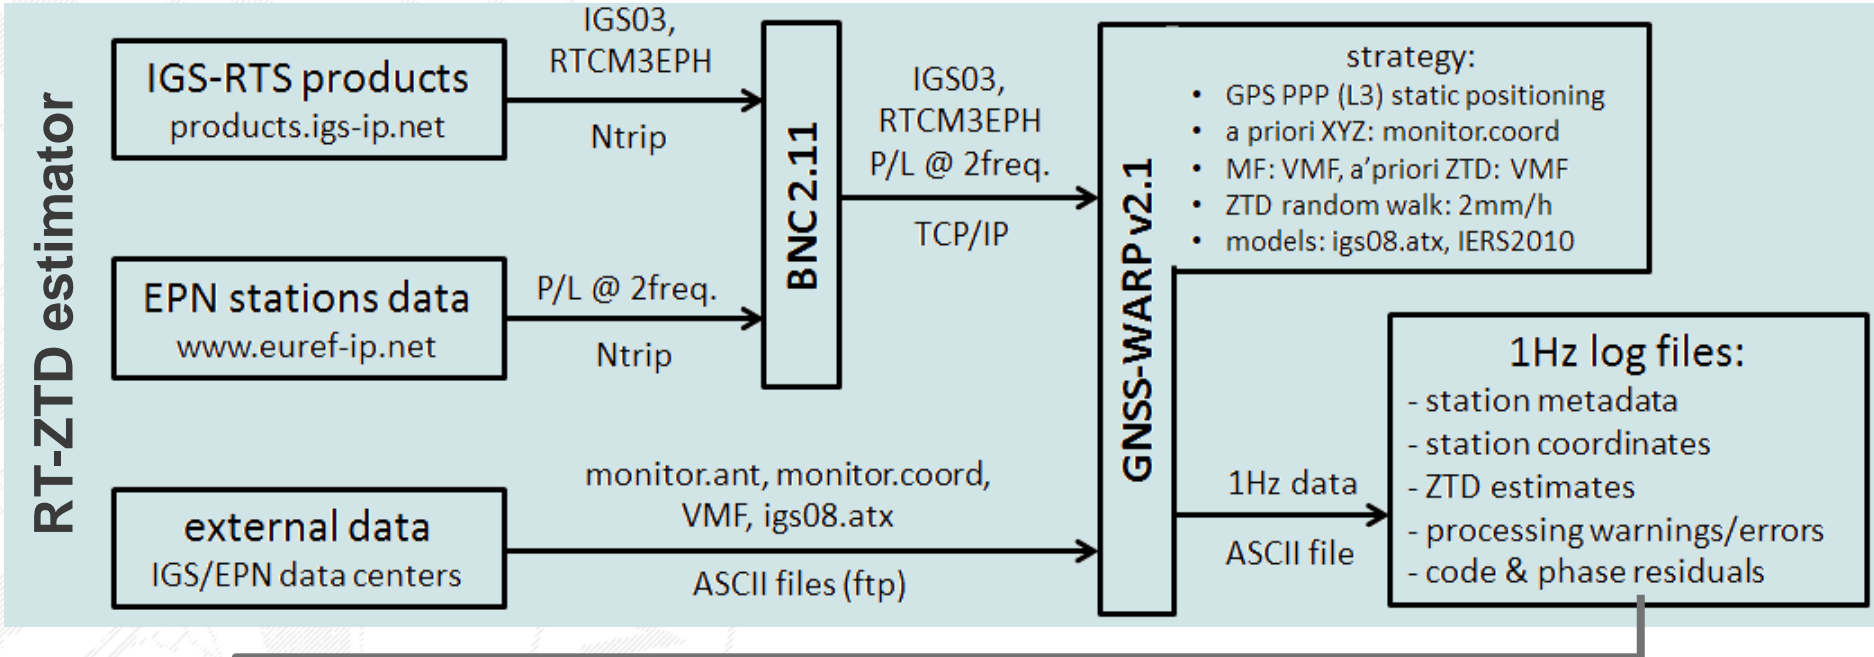 RT-ZTD estimator
IGS-RTS products
products.igs-ip.net
IGS03,
RTCM3EPH
Ntrip
EPN stations data
www.euref-ip.net
P/L @ 2freq.
Ntrip
external data
IGS/EPN data centers
monitor.ant, monitor.coord,
VMF, igs08.atx
ASCII files (ftp)
BNC 2.11
IGS03,
RTCM3EPH
P/L @ 2freq.
TCP/IP
GNSS-WARP v2.1
strategy:
• GPS PPP (L3) static positioning
• a priori XYZ: monitor.coord
• MF: VMF, a'priori ZTD: VMF
• ZTD random walk: 2mm/h
• models: igs08.atx, IERS2010
1Hz data
ASCII file
1Hz log files:
- station metadata
- station coordinates
- ZTD estimates
- processing warnings/errors
- code & phase residuals